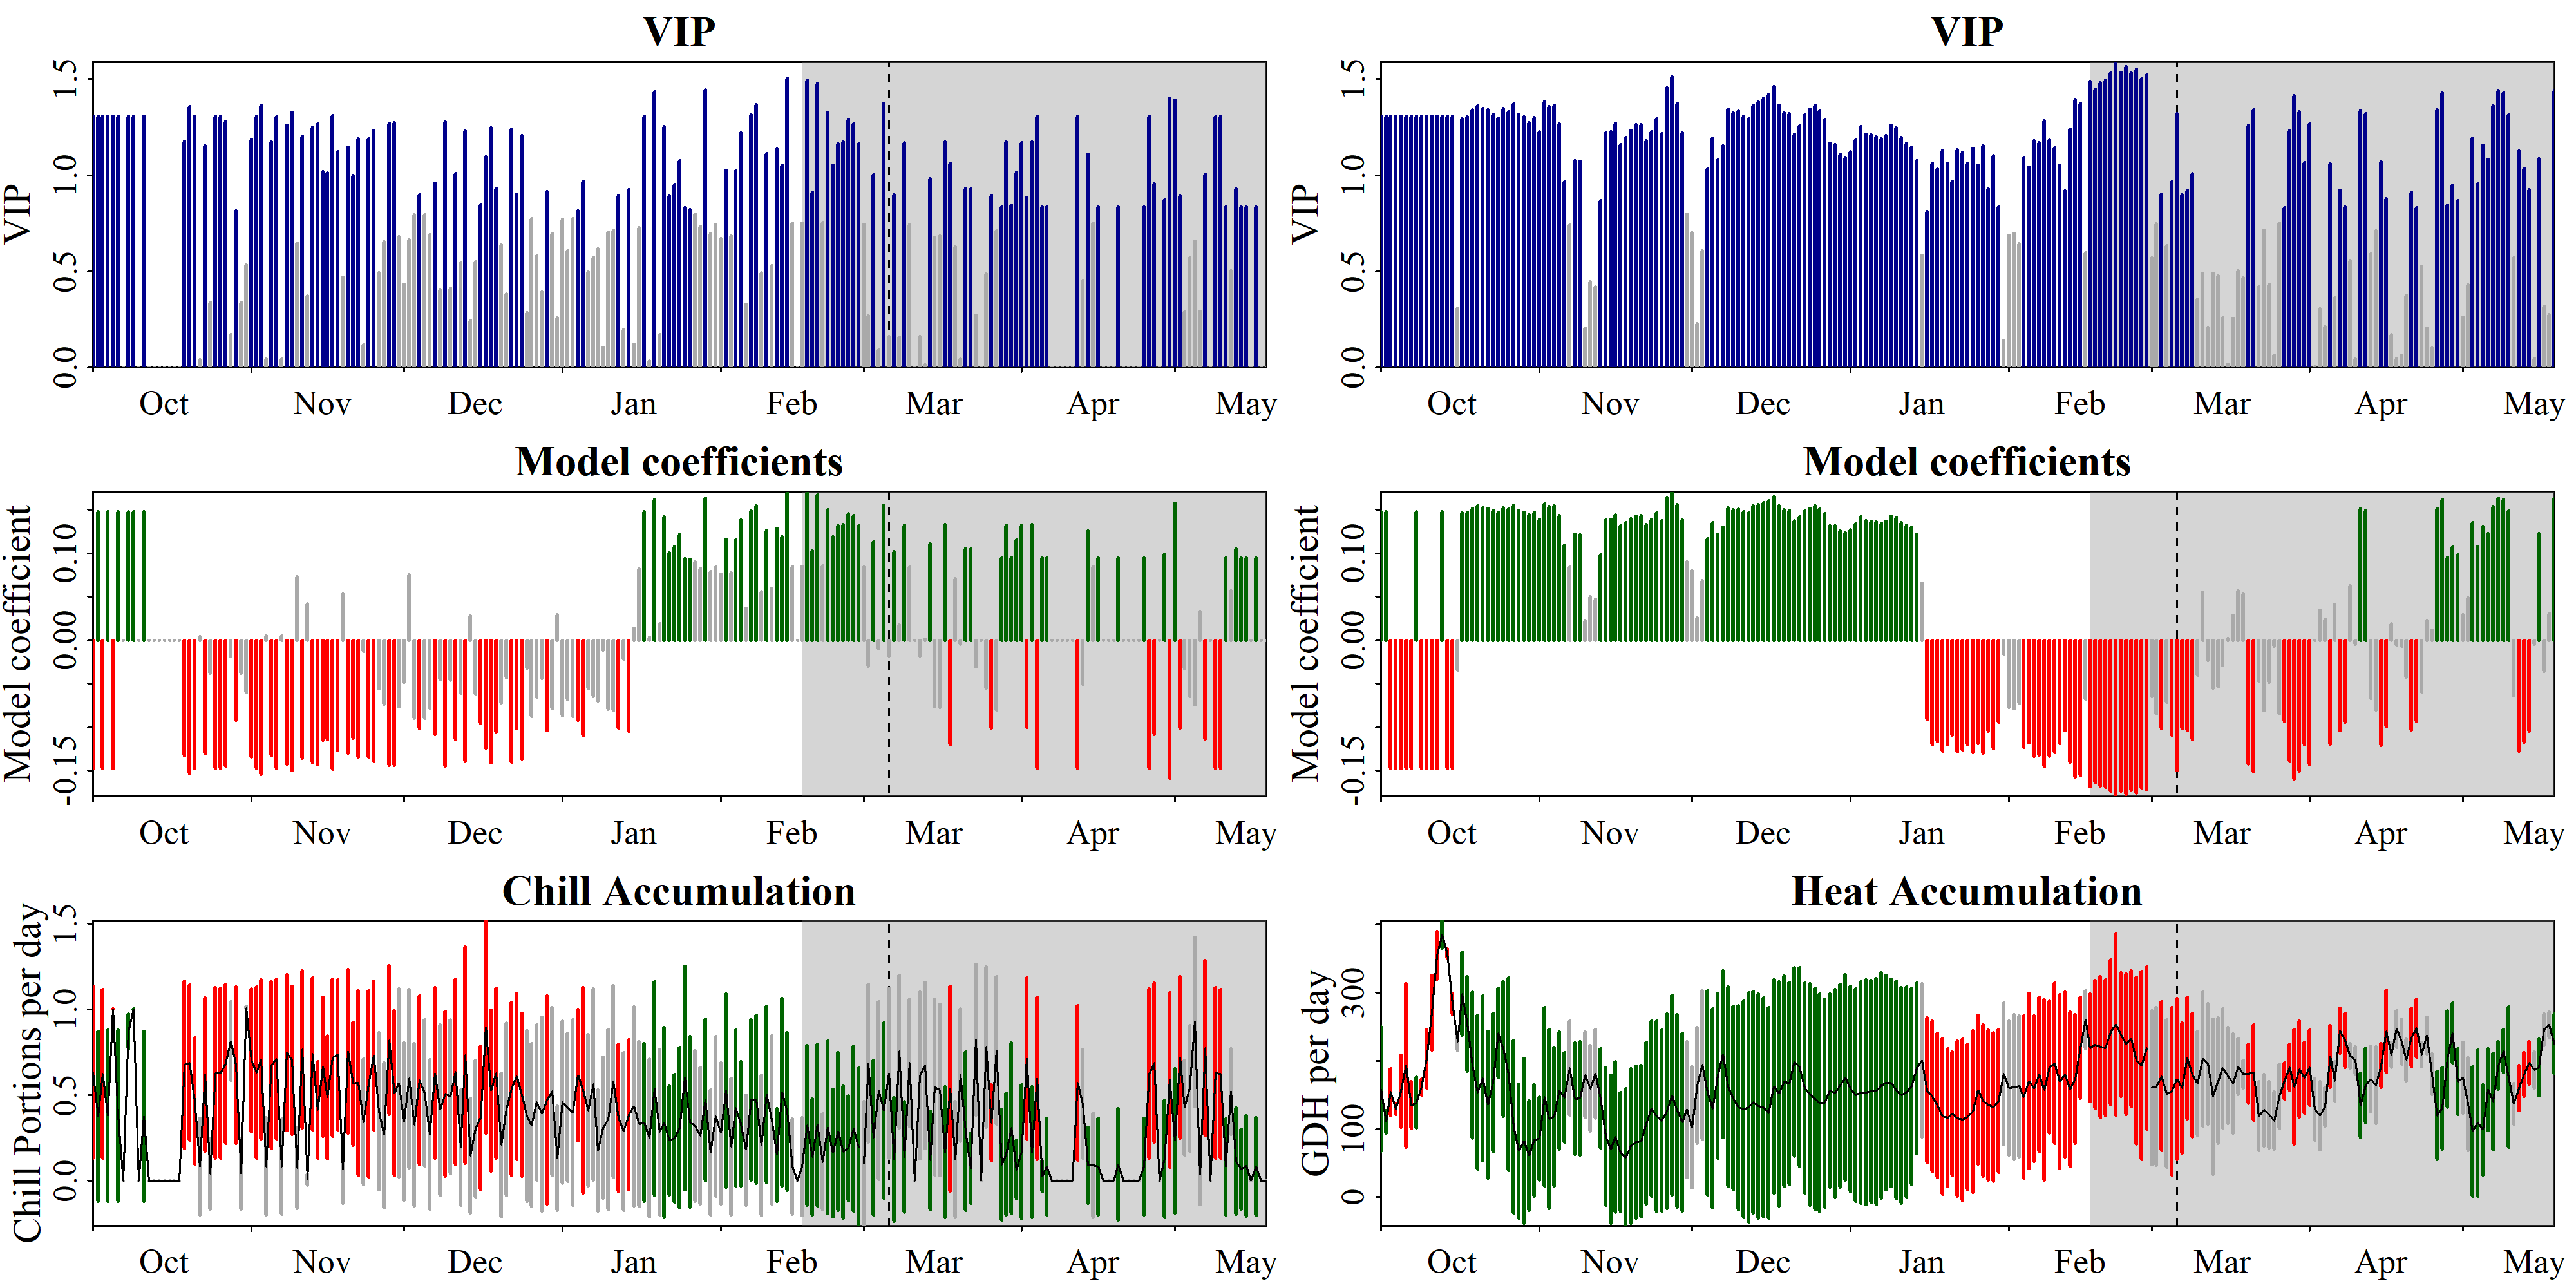 VIP
VIP
0.0 0.5 1.0 1.5
Oct Nov Dec Jan Feb Mar Apr May
VIP
VIP
0.0 0.5 1.0 1.5
Oct Nov Dec Jan Feb Mar Apr May
Model coefficients
Model coefficient
-0.15 0.00 0.10
Oct Nov Dec Jan Feb Mar Apr May
Model coefficients
Model coefficient
-0.15 0.00 0.10
Oct Nov Dec Jan Feb Mar Apr May
Chill Accumulation
Chill Portions per day
0.0 0.5 1.0 1.5
Oct Nov Dec Jan Feb Mar Apr May
Heat Accumulation
GDH per day
0 100 300
Oct Nov Dec Jan Feb Mar Apr May